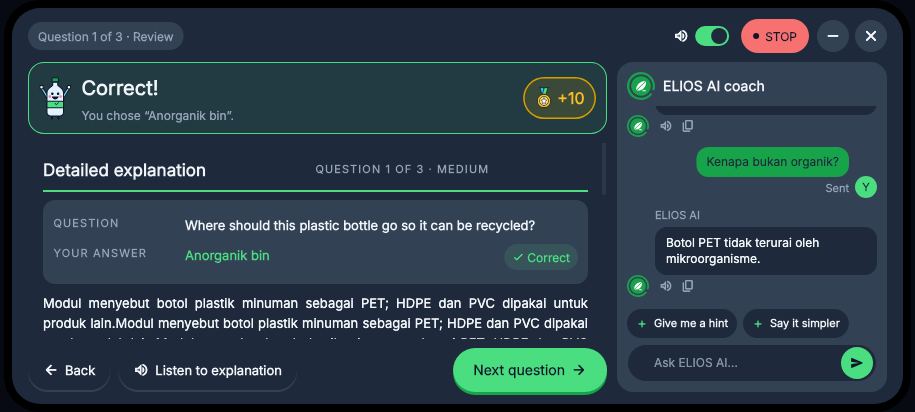 Question 1 of 3 · Review
STOP
Correct!
You chose “Anorganik bin”.
+10
Detailed explanation
QUESTION 1 OF 3 · MEDIUM
QUESTION
Where should this plastic bottle go so it can be recycled?
YOUR ANSWER
Anorganik bin
Correct
Modul menyebut botol plastik minuman sebagai PET; HDPE dan PVC dipakai untuk
produk lain.Modul menyebut botol plastik minuman sebagai PET; HDPE dan PVC dipakai
Back
Listen to explanation
Next question
ELIOS AI coach
Kenapa bukan organik?
Sent
Y
ELIOS AI
Botol PET tidak terurai oleh
mikroorganisme.
+ Give me a hint
+ Say it simpler
Ask ELIOS AI...